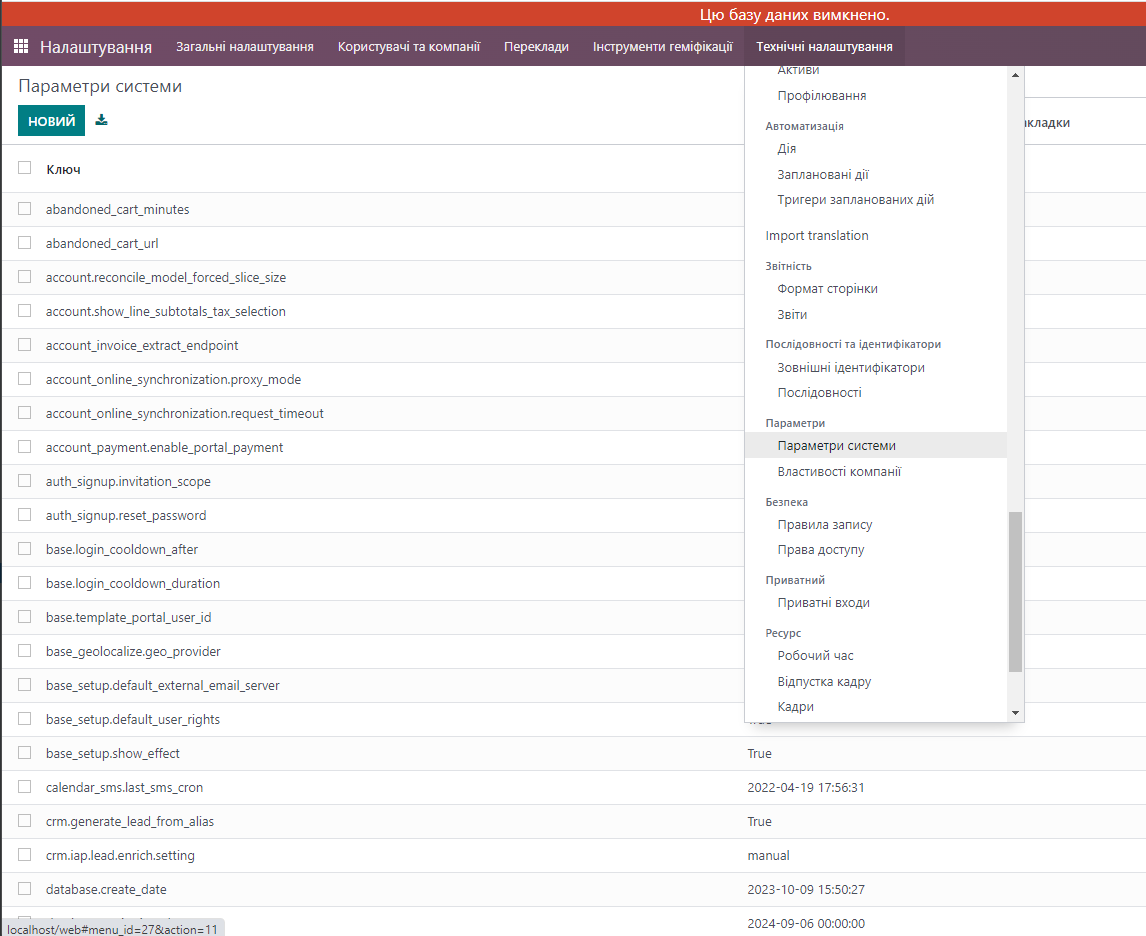 Цю базу даних вимкнено.
Налаштування Загальні налаштування Користувачі та компанії Переклади Інструменти геміфікації Технічні налаштування
Параметри системи
НОВИЙ
Ключ
abandoned_cart_minutes
abandoned_cart_url
account.reconcile_model_forced_slice_size
account.show_line_subtotals_tax_selection
account_invoice_extract_endpoint
account_online_synchronization.proxy_mode
account_online_synchronization.request_timeout
account_payment.enable_portal_payment
auth_signup.invitation_scope
auth_signup.reset_password
base.login_cooldown_after
base.login_cooldown_duration
base.template_portal_user_id
base_geolocalize.geo_provider
base_setup.default_external_email_server
base_setup.default_user_rights
base_setup.show_effect True
calendar_sms.last_sms_cron 2022-04-19 17:56:31
crm.generate_lead_from_alias True
crm.iap.lead.enrich.setting manual
database.create_date 2023-10-09 15:50:27
2024-09-06 00:00:00
Активи
Профілювання
Автоматизація
Дія
Заплановані дії
Тригери запланованих дій
Import translation
Звітність
Формат сторінки
Звіти
Послідовності та ідентифікатори
Зовнішні ідентифікатори
Послідовності
Параметри
Параметри системи
Властивості компанії
Безпека
Правила запису
Права доступу
Приватний
Приватні входи
Ресурс
Робочий час
Відпустка кадру
Кадри
кладки
localhost/web#menu_id=27&action=11